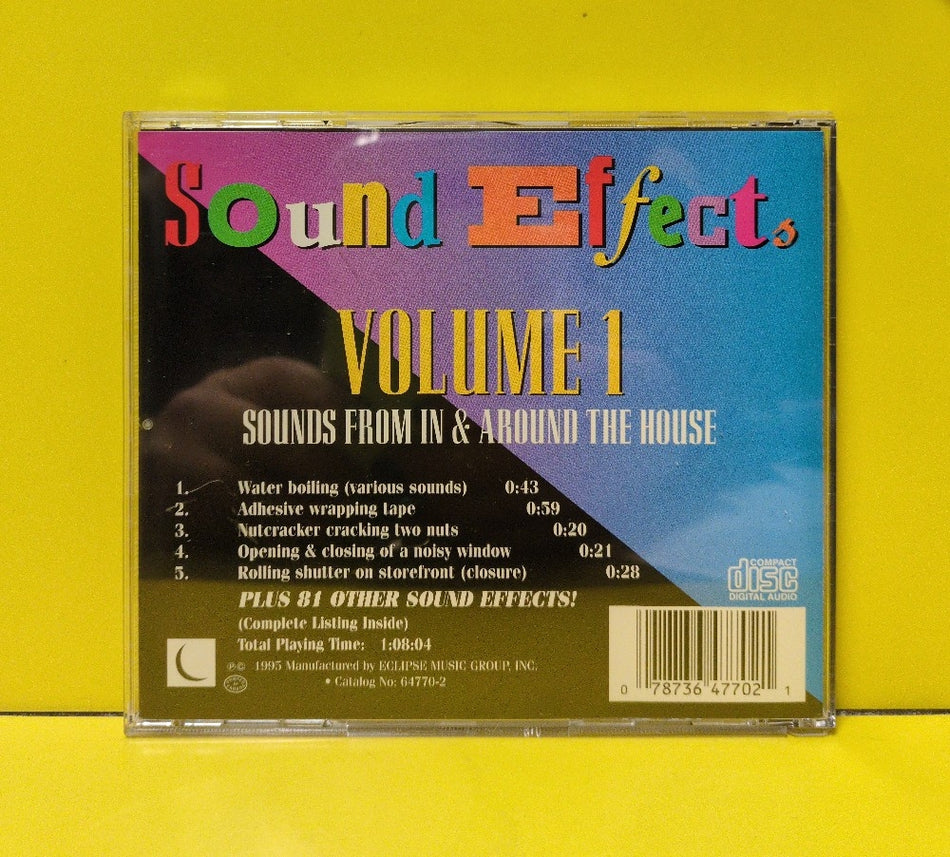 Sound Effects
VOLUME 1
SOUNDS FROM IN & AROUND THE HOUSE
1. Water boiling (various sounds) 0:43
2. Adhesive wrapping tape 0:59
3. Nutcracker cracking two nuts 0:20
4. Opening & closing of a noisy window 0:21
5. Rolling shutter on storefront (closure) 0:28
PLUS 81 OTHER SOUND EFFECTS!
(Complete Listing Inside)
Total Playing Time: 1:08:04
℗© 1995 Manufactured by ECLIPSE MUSIC GROUP, INC.
• Catalog No: 64770-2
COMPACT
disc
DIGITAL AUDIO
0 78736 47702 1